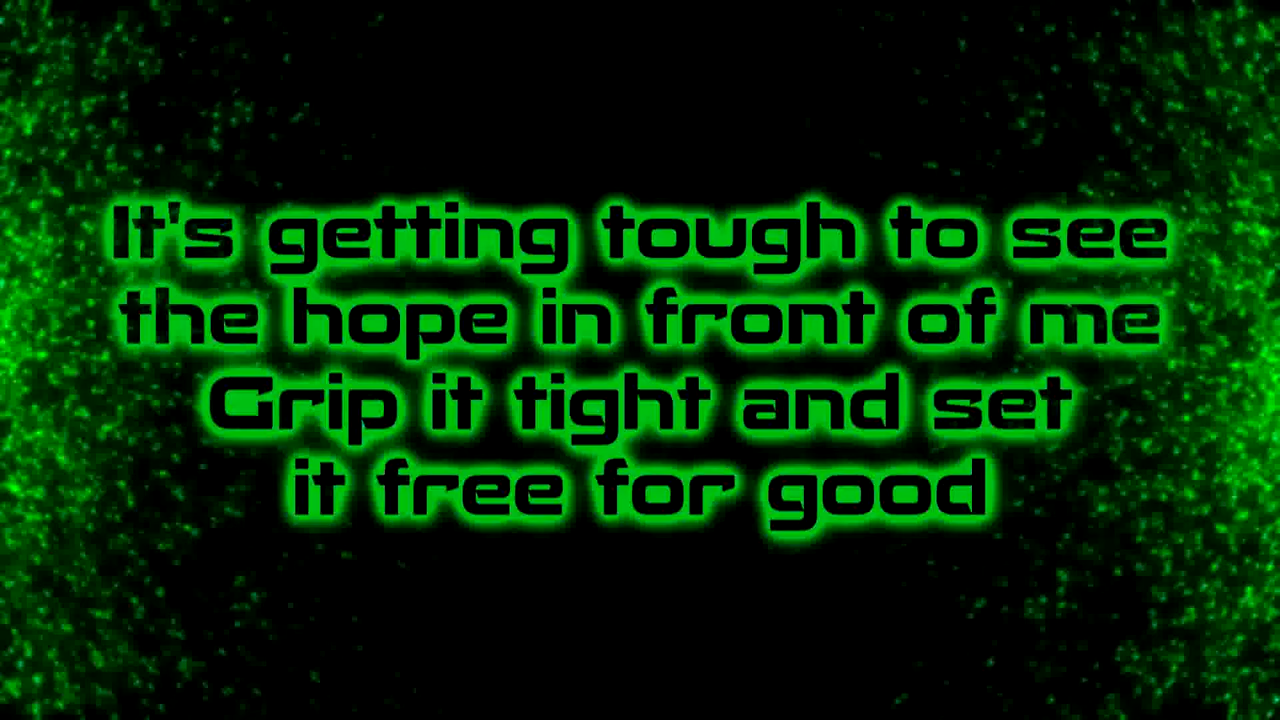 It's getting tough to see
the hope in front of me
Grip it tight and set
it free for good